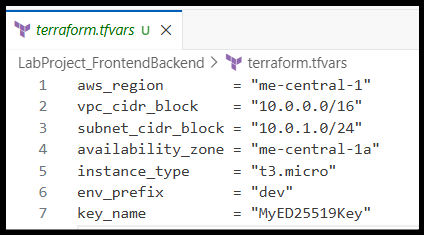 terraform.tfvars U X
LabProject_FrontendBackend > terraform.tfvars
1 aws_region = "me-central-1"
2 vpc_cidr_block = "10.0.0.0/16"
3 subnet_cidr_block = "10.0.1.0/24"
4 availability_zone = "me-central-1a"
5 instance_type = "t3.micro"
6 env_prefix = "dev"
7 key_name = "MyED25519Key"